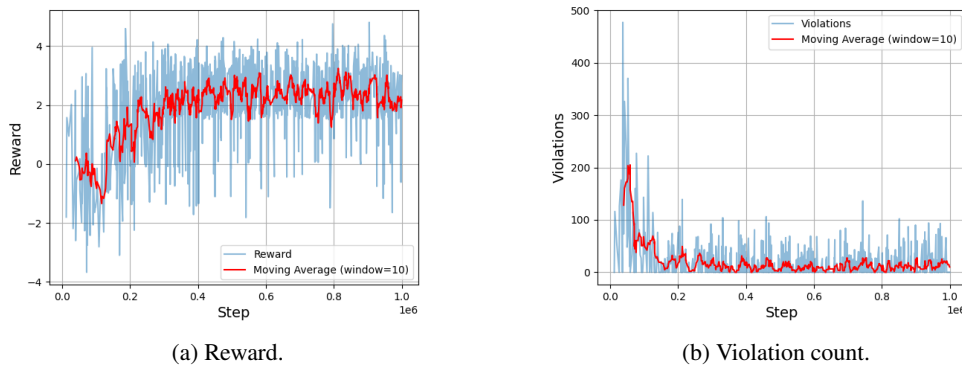 4
2
0
−2
−4
Reward
Reward
Moving Average (window=10)
0.0 0.2 0.4 0.6 0.8 1.0
1e6
Step
(a) Reward.
500
400
300
200
100
0
Violations
Violations
Moving Average (window=10)
0.0 0.2 0.4 0.6 0.8 1.0
1e6
Step
(b) Violation count.